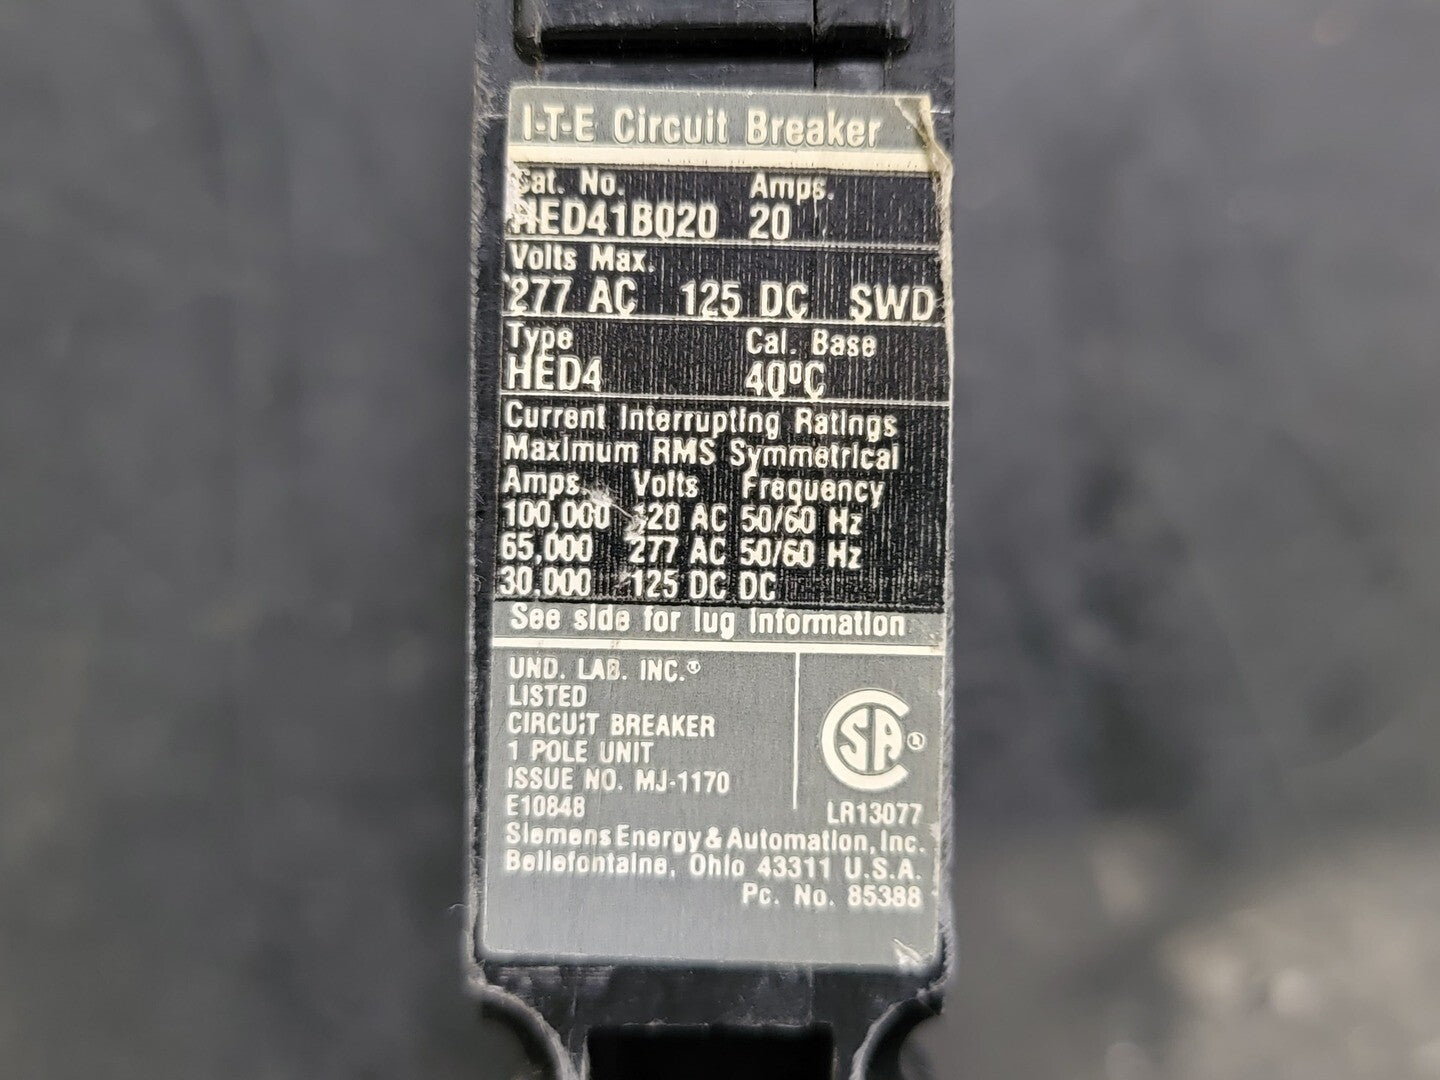 I-T-E Circuit Breaker
Cat. No. Amps.
HED41B020 20
Volts Max.
277 AC 125 DC SWD
Type Cal. Base
HED4 40ºC
Current Interrupting Ratings
Maximum RMS Symmetrical
Amps. Volts Frequency
100,000 120 AC 50/60 Hz
65,000 277 AC 50/60 Hz
30,000 125 DC DC
See side for lug information
UND. LAB. INC.®
LISTED
CIRCUIT BREAKER
1 POLE UNIT
ISSUE NO. MJ-1170
E10848
CSA ®
LR13077
Siemens Energy & Automation, Inc.
Bellefontaine, Ohio 43311 U.S.A.
Pc. No. 85388